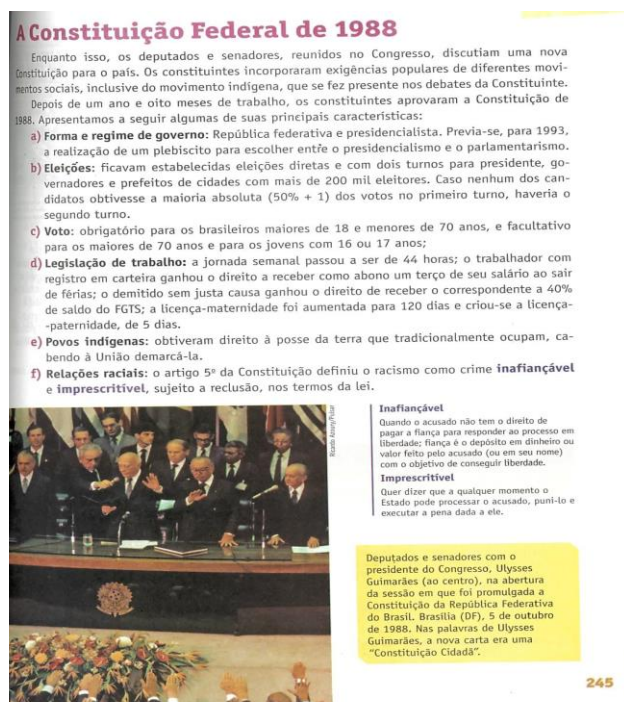 A Constituição Federal de 1988
Enquanto isso, os deputados e senadores, reunidos no Congresso, discutiam uma nova
Constituição para o país. Os constituintes incorporaram exigências populares de diferentes movi-
mentos sociais, inclusive do movimento indígena, que se fez presente nos debates da Constituinte.
Depois de um ano e oito meses de trabalho, os constituintes aprovaram a Constituição de
1988. Apresentamos a seguir algumas de suas principais características:
a) Forma e regime de governo: República federativa e presidencialista. Previa-se, para 1993,
a realização de um plebiscito para escolher entre o presidencialismo e o parlamentarismo.
b) Eleições: ficavam estabelecidas eleições diretas e com dois turnos para presidente, go-
vernadores e prefeitos de cidades com mais de 200 mil eleitores. Caso nenhum dos can-
didatos obtivesse a maioria absoluta (50% + 1) dos votos no primeiro turno, haveria o
segundo turno.
c) Voto: obrigatório para os brasileiros maiores de 18 e menores de 70 anos, e facultativo
para os maiores de 70 anos e para os jovens com 16 ou 17 anos;
d) Legislação de trabalho: a jornada semanal passou a ser de 44 horas; o trabalhador com
registro em carteira ganhou o direito a receber como abono um terço de seu salário ao sair
de férias; o demitido sem justa causa ganhou o direito de receber o correspondente a 40%
de saldo do FGTS; a licença-maternidade foi aumentada para 120 dias e criou-se a licença-
-paternidade, de 5 dias.
e) Povos indígenas: obtiveram direito à posse da terra que tradicionalmente ocupam, ca-
bendo à União demarcá-la.
f) Relações raciais: o artigo 5º da Constituição definiu o racismo como crime inafiançável
e imprescritível, sujeito a reclusão, nos termos da lei.
Inafiançável
Quando o acusado não tem o direito de
pagar a fiança para responder ao processo em
liberdade; fiança é o depósito em dinheiro ou
valor feito pelo acusado (ou em seu nome)
com o objetivo de conseguir liberdade.
Imprescritível
Quer dizer que a qualquer momento o
Estado pode processar o acusado, puni-lo e
executar a pena dada a ele.
Deputados e senadores com o
presidente do Congresso, Ulysses
Guimarães (ao centro), na abertura
da sessão em que foi promulgada a
Constituição da República Federativa
do Brasil. Brasília (DF), 5 de outubro
de 1988. Nas palavras de Ulysses
Guimarães, a nova carta era uma
"Constituição Cidadã".
245